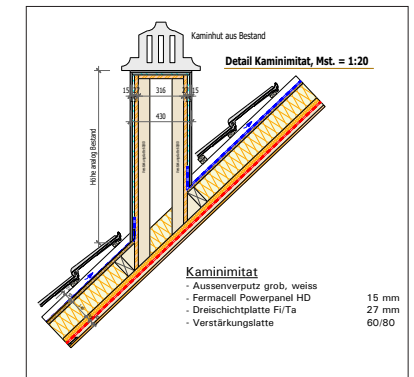 Kaminhut aus Bestand
Detail Kaminimitat, Mst. = 1:20
15 27 316 27 15
430
Höhe analog Bestand
Kaminimitat
- Aussenverputz grob, weiss
- Fermacell Powerpanel HD 15 mm
- Dreischichtplatte Fi/Ta 27 mm
- Verstärkungslatte 60/80